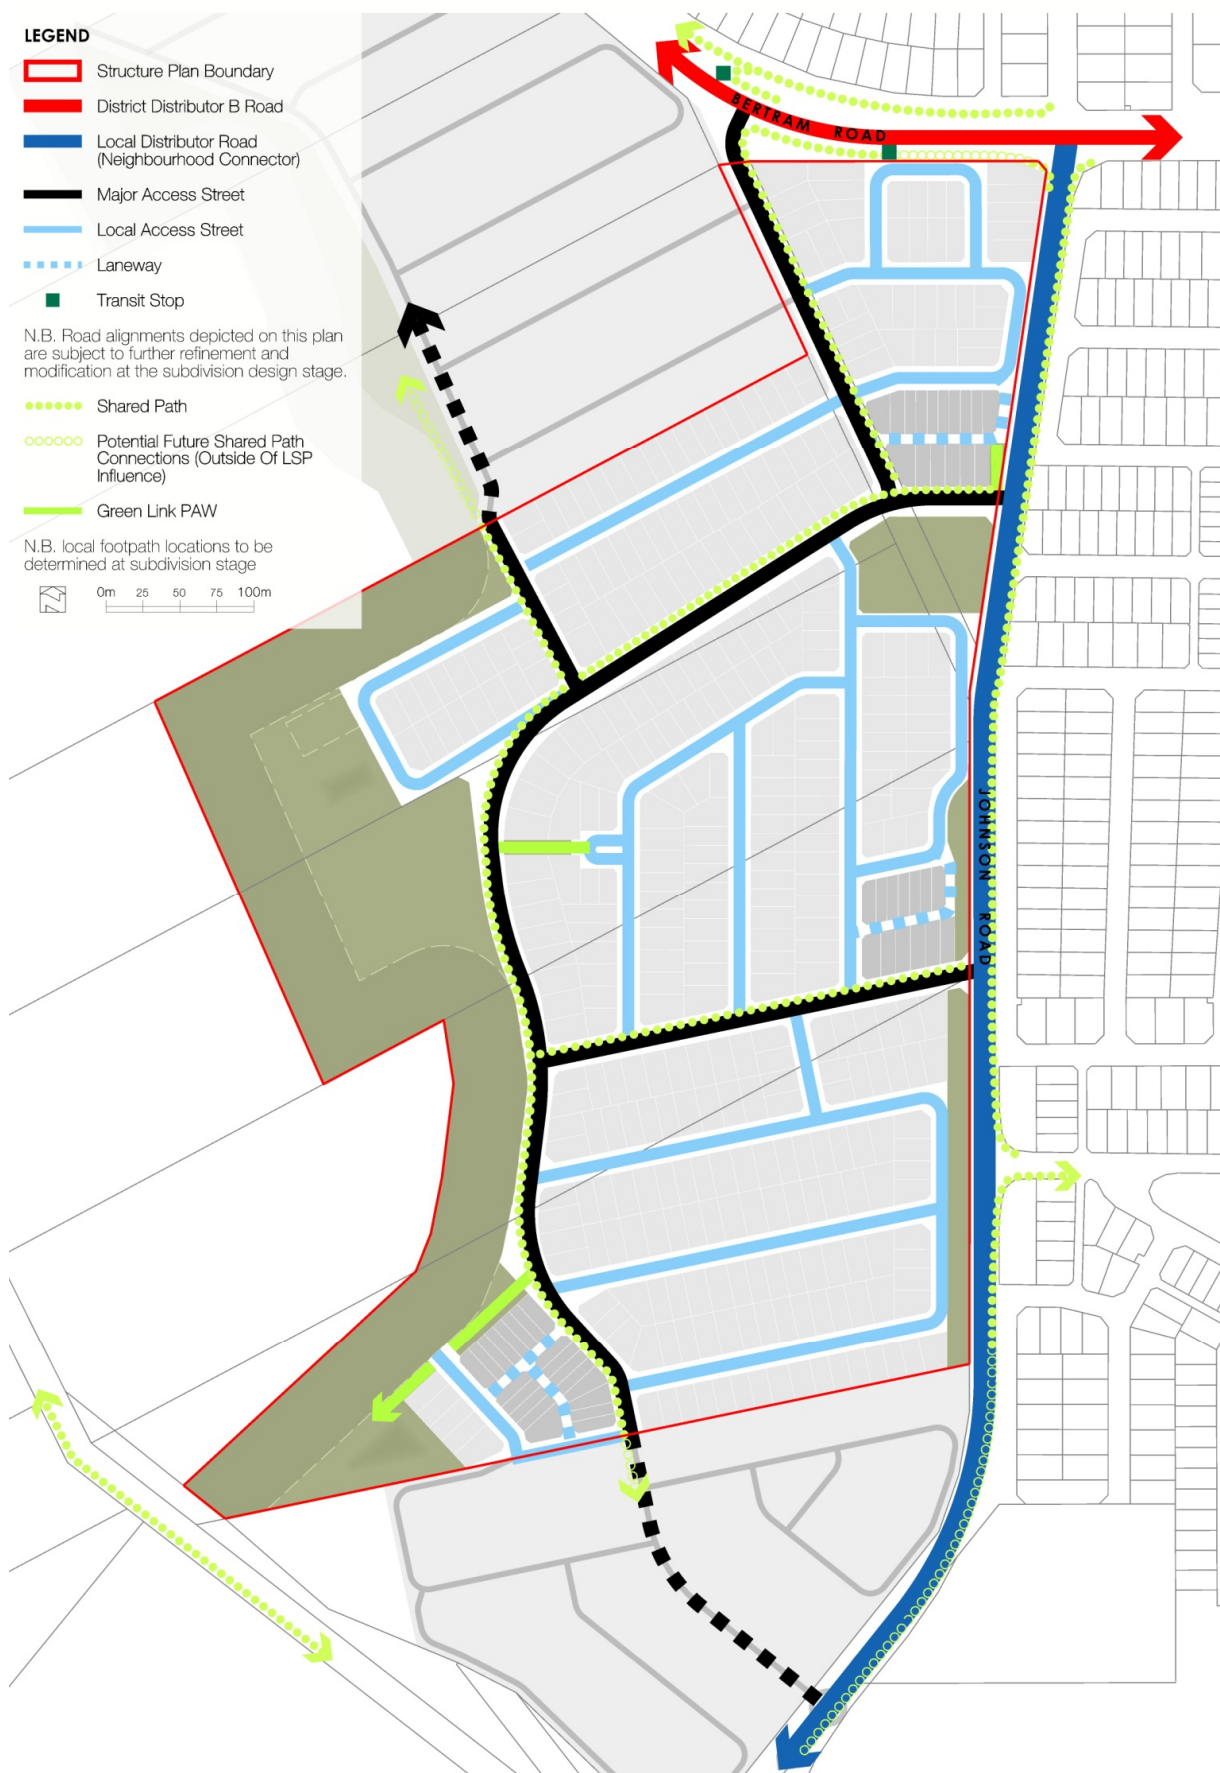 LEGEND
Structure Plan Boundary
District Distributor B Road
Local Distributor Road
(Neighbourhood Connector)
Major Access Street
Local Access Street
Laneway
Transit Stop
N.B. Road alignments depicted on this plan
are subject to further refinement and
modification at the subdivision design stage.
Shared Path
Potential Future Shared Path
Connections (Outside Of LSP
Influence)
Green Link PAW
N.B. local footpath locations to be
determined at subdivision stage
0m 25 50 75 100m
BERTRAM ROAD
JOHNSON ROAD